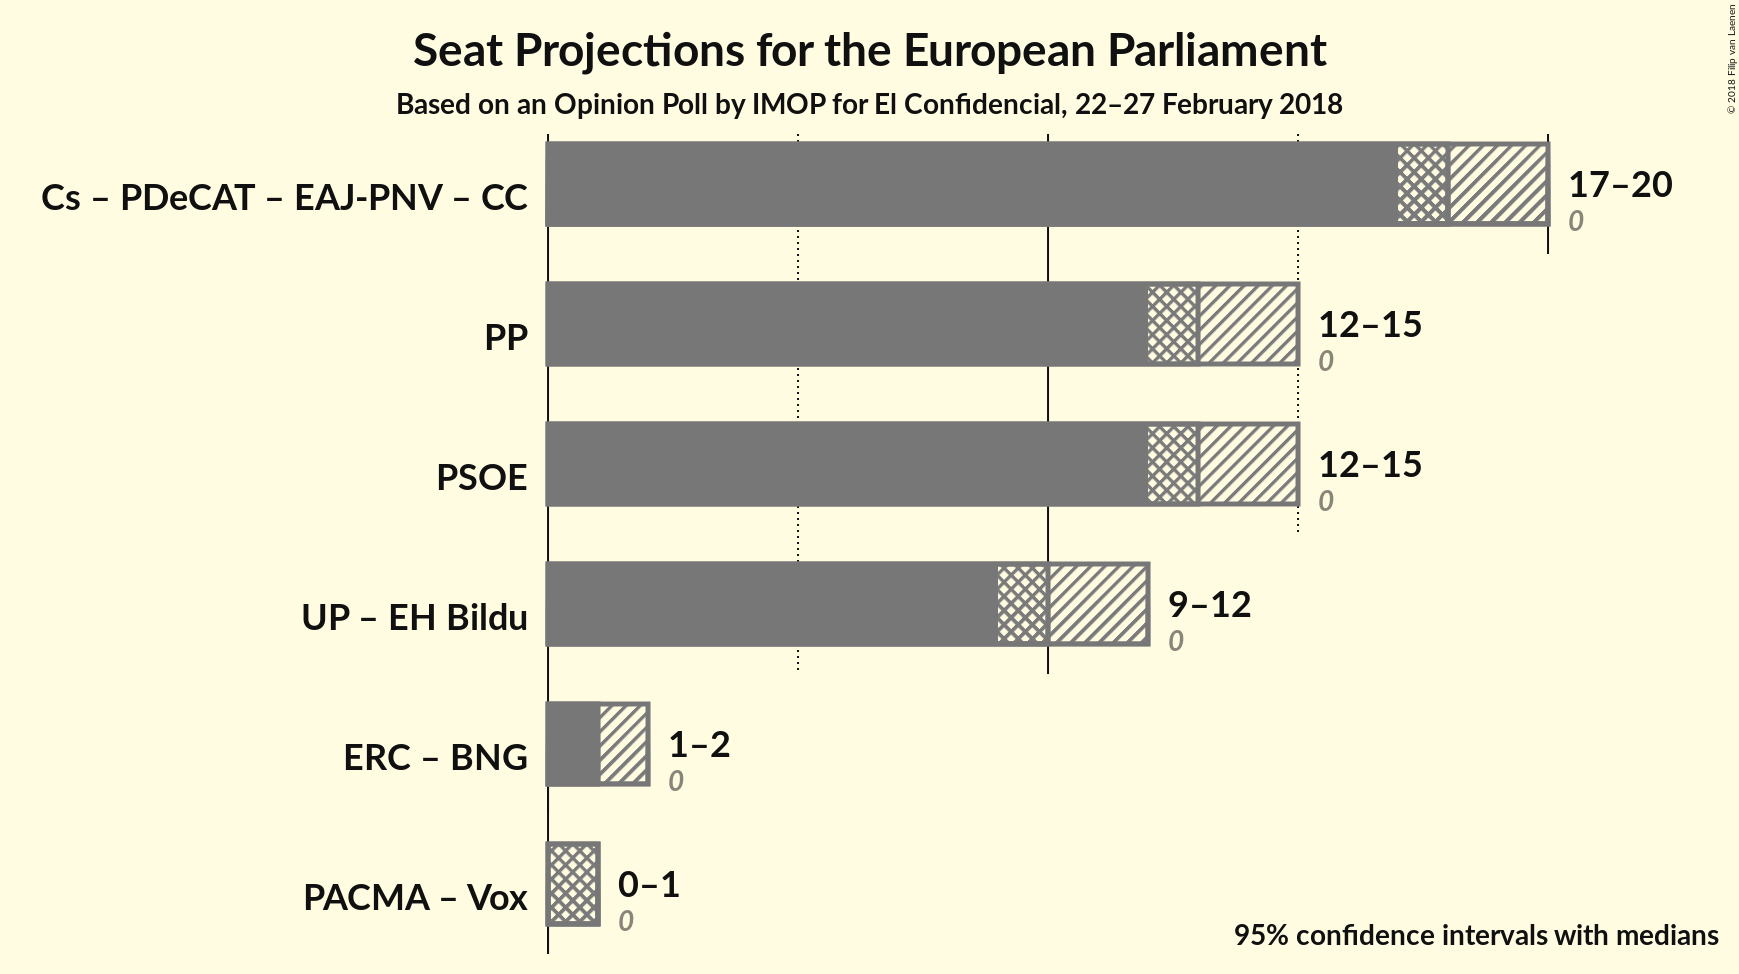 Seat Projections for the European Parliament
Based on an Opinion Poll by IMOP for El Confidencial, 22–27 February 2018
© 2018 Filip van Laenen
Cs – PDeCAT – EAJ-PNV – CC
17–20
0
PP
12–15
0
PSOE
12–15
0
UP – EH Bildu
9–12
0
ERC – BNG
1–2
0
PACMA – Vox
0–1
0
95% confidence intervals with medians